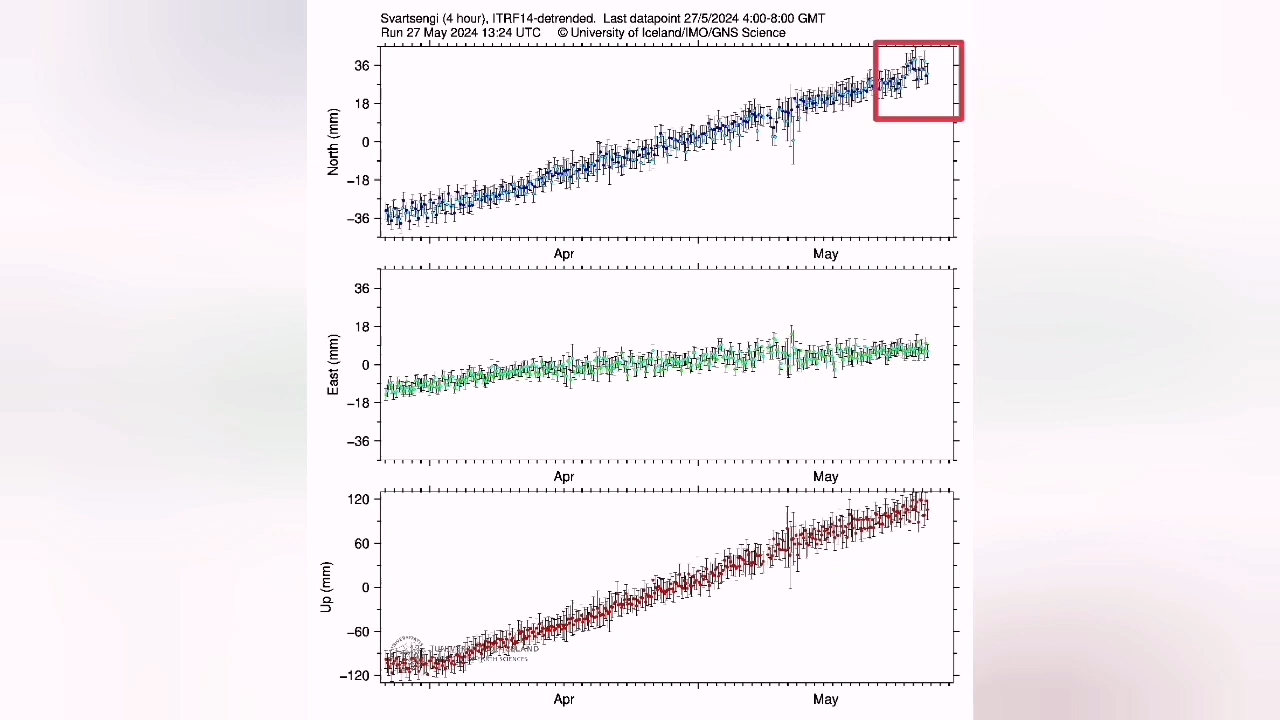 Svartsengi (4 hour), ITRF14-detrended. Last datapoint 27/5/2024 4:00-8:00 GMT
Run 27 May 2024 13:24 UTC © University of Iceland/IMO/GNS Science
North (mm)
36
18
0
−18
−36
Apr May
East (mm)
36
18
0
−18
−36
Apr May
Up (mm)
120
60
0
−60
−120
Apr May